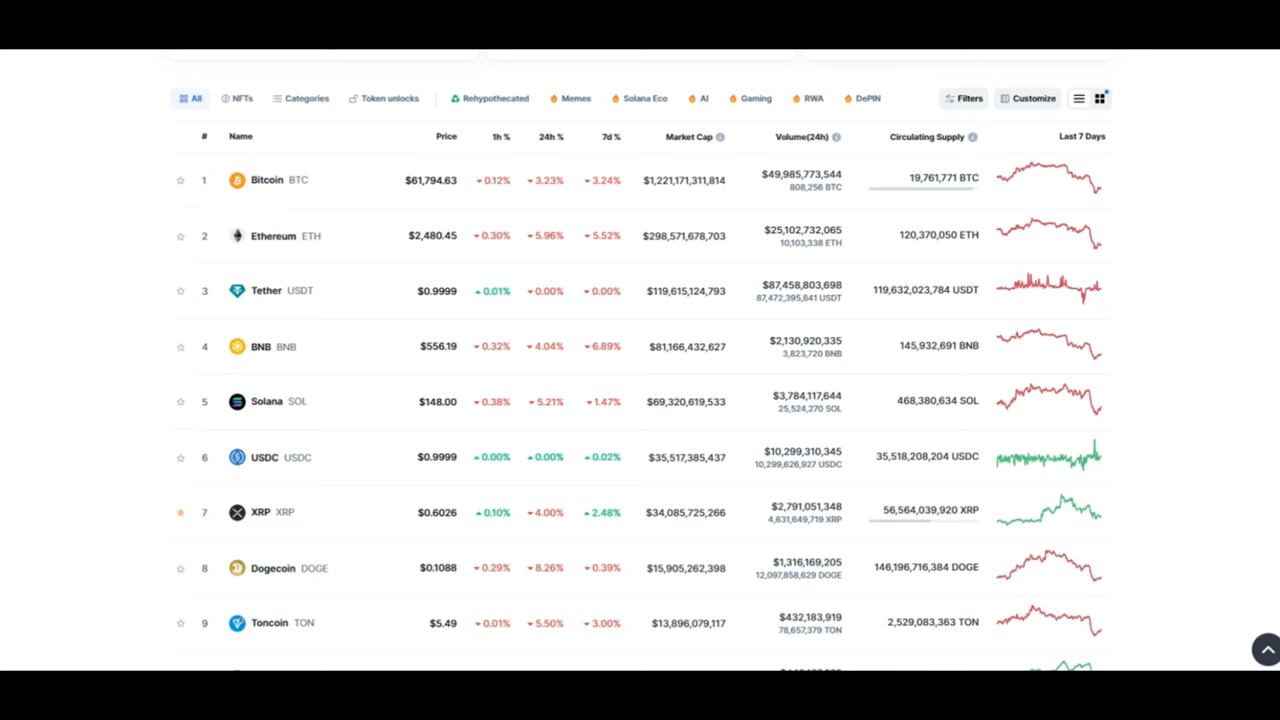 All NFTs Categories Token unlocks Rehypothecated Memes Solana Eco AI Gaming RWA DePIN Filters Customize
# Name Price 1h % 24h % 7d % Market Cap Volume(24h) Circulating Supply Last 7 Days
1 Bitcoin BTC $61,794.63 0.12% 3.23% 3.24% $1,221,171,311,814 $49,985,773,544 19,761,771 BTC
808,256 BTC
2 Ethereum ETH $2,480.45 0.30% 5.96% 5.52% $298,571,678,703 $25,102,732,065 120,370,050 ETH
10,103,338 ETH
3 Tether USDT $0.9999 0.01% 0.00% 0.00% $119,615,124,793 $87,458,803,698 119,632,023,784 USDT
87,472,395,841 USDT
4 BNB BNB $556.19 0.32% 4.04% 6.89% $81,166,432,627 $2,130,920,335 145,932,691 BNB
3,823,720 BNB
5 Solana SOL $148.00 0.38% 5.21% 1.47% $69,320,619,533 $3,784,117,644 468,380,634 SOL
25,524,270 SOL
6 USDC USDC $0.9999 0.00% 0.00% 0.02% $35,517,385,437 $10,299,310,345 35,518,208,204 USDC
10,299,626,927 USDC
7 XRP XRP $0.6026 0.10% 4.00% 2.48% $34,085,725,266 $2,791,051,348 56,564,039,920 XRP
4,631,649,719 XRP
8 Dogecoin DOGE $0.1088 0.29% 8.26% 0.39% $15,905,262,398 $1,316,169,205 146,196,716,384 DOGE
12,097,858,629 DOGE
9 Toncoin TON $5.49 0.01% 5.50% 3.00% $13,896,079,117 $432,183,919 2,529,083,363 TON
78,657,379 TON